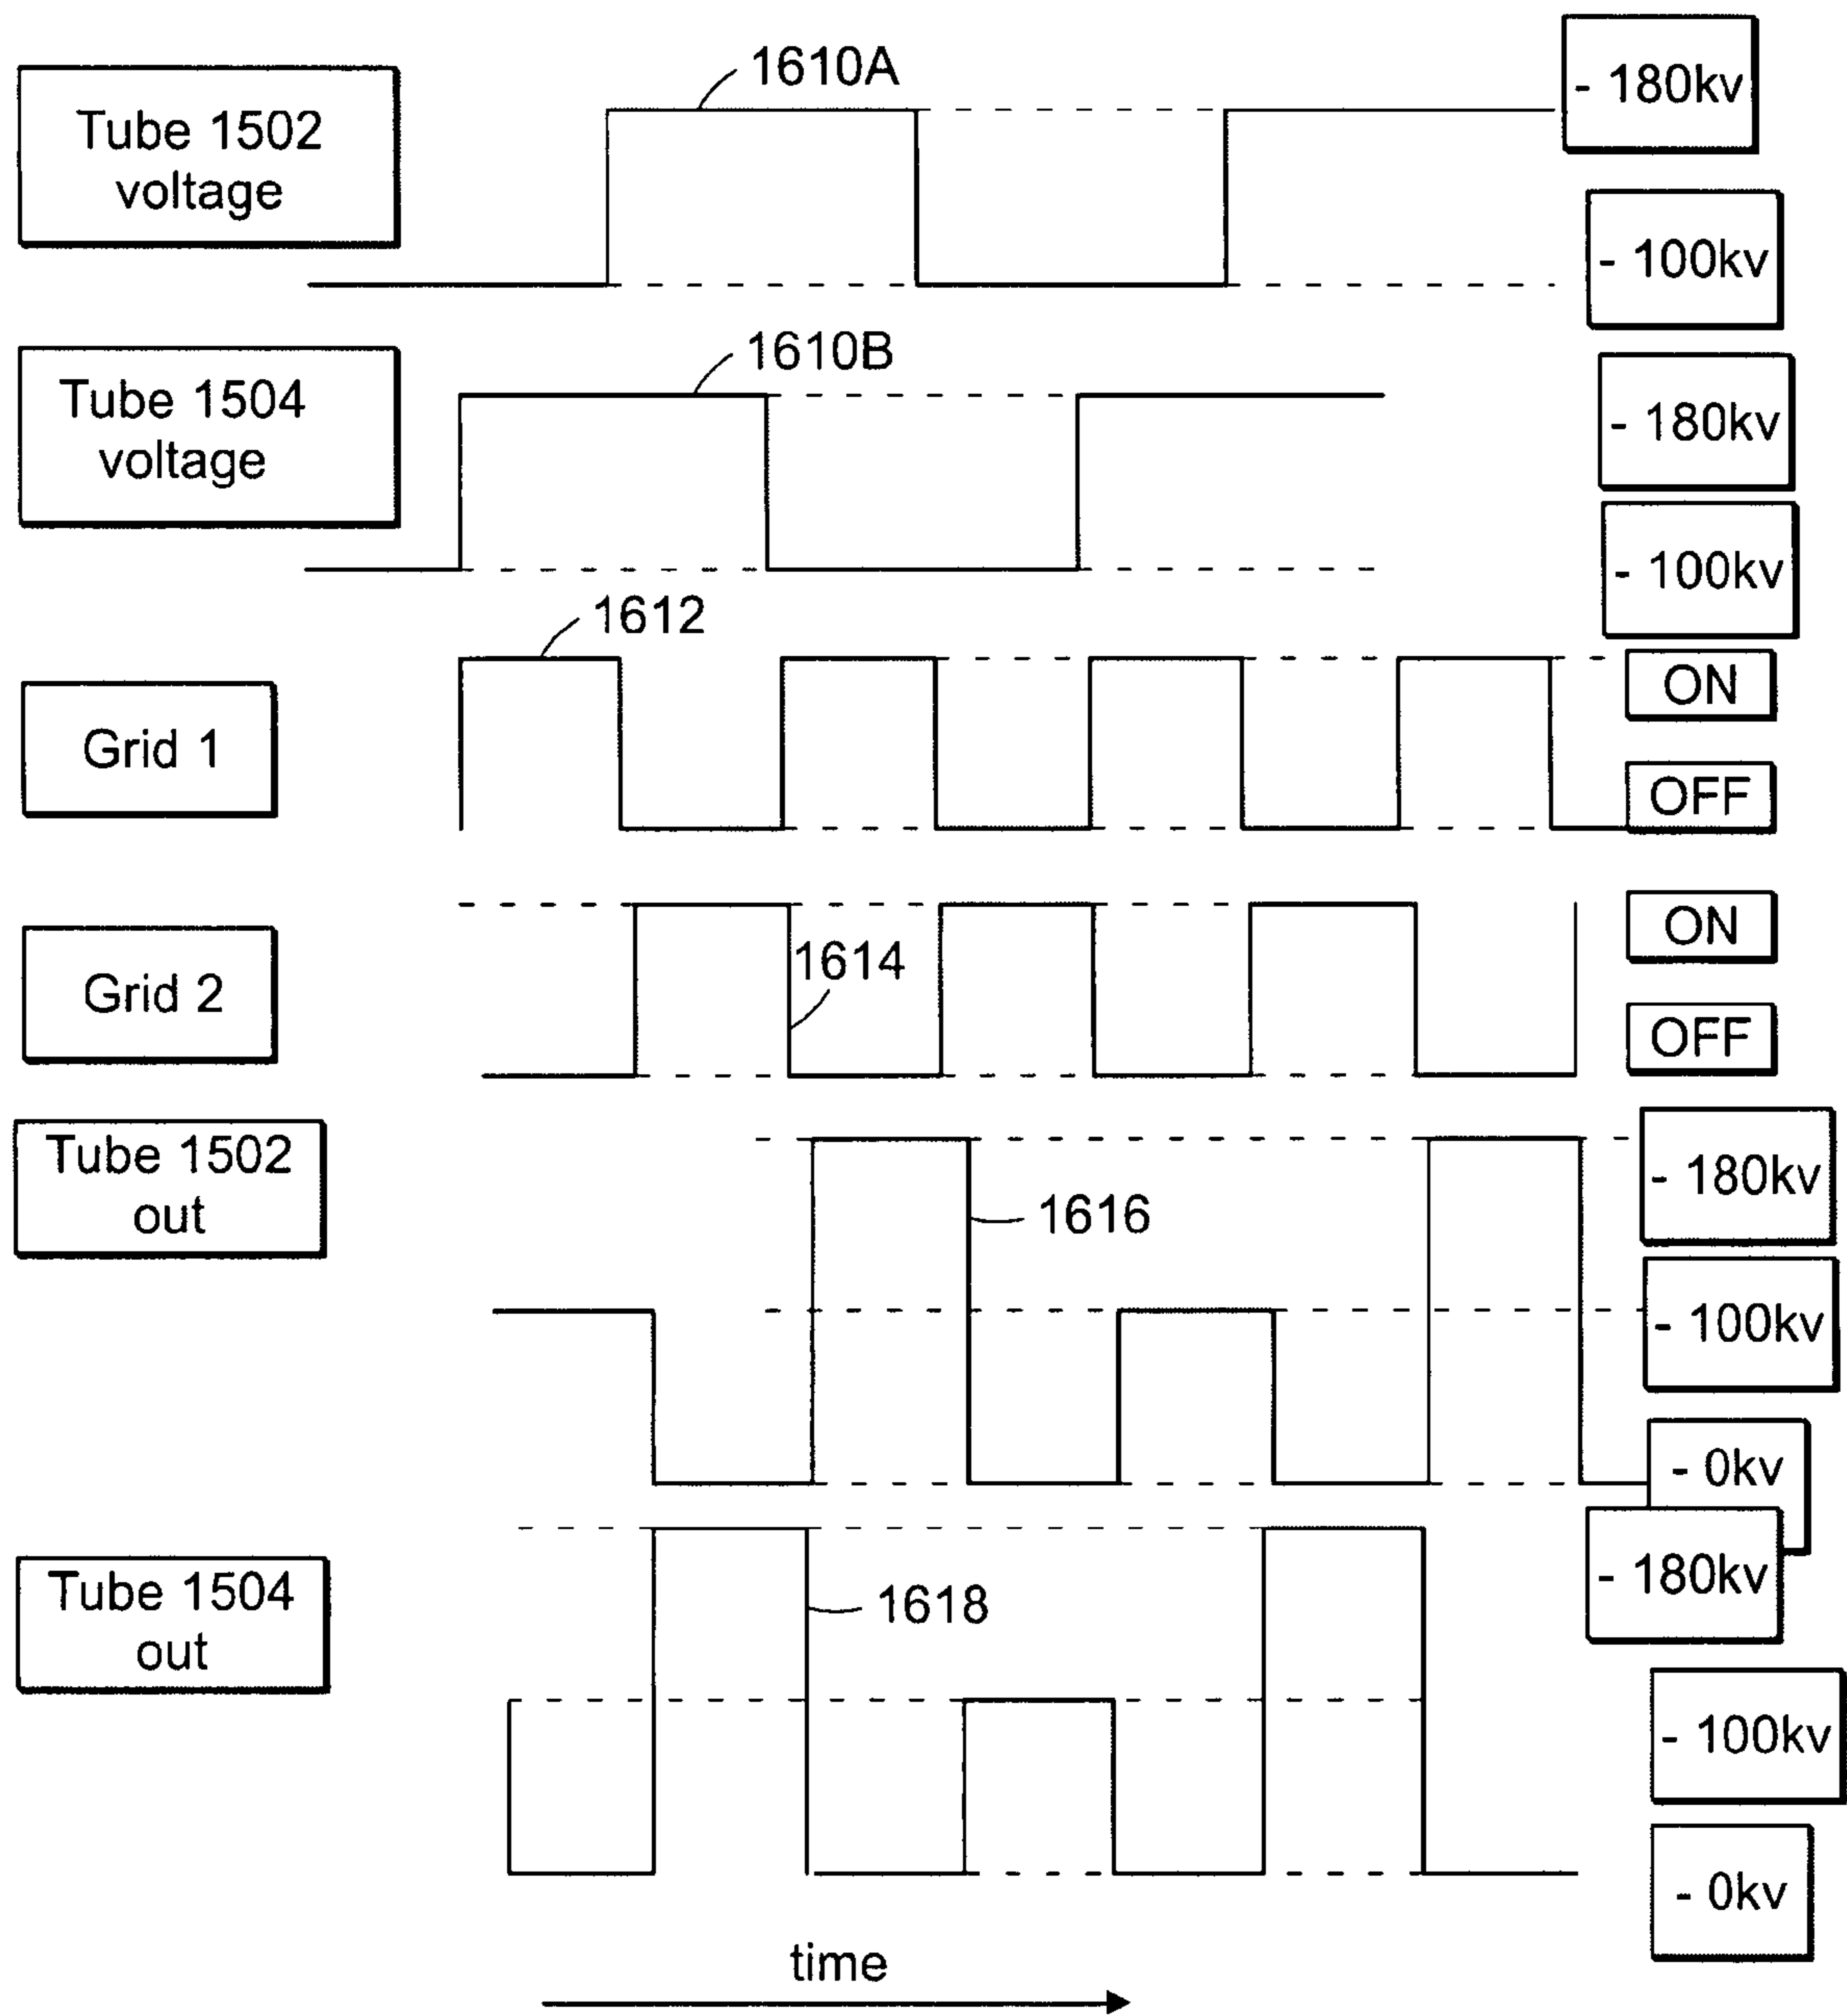 1610A
- 180kv
Tube 1502
voltage
- 100kv
1610B
Tube 1504
voltage
- 180kv
- 100kv
1612
Grid 1
ON
OFF
Grid 2
1614
ON
OFF
Tube 1502
out
1616
- 180kv
- 100kv
- 0kv
Tube 1504
out
1618
- 180kv
- 100kv
- 0kv
time